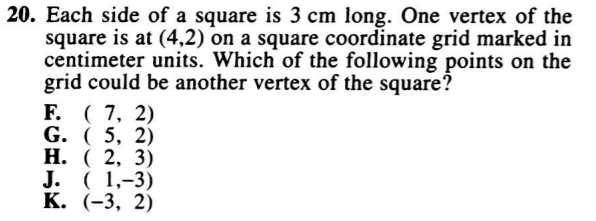 20. Each side of a square is 3 cm long. One vertex of the
square is at (4,2) on a square coordinate grid marked in
centimeter units. Which of the following points on the
grid could be another vertex of the square?
F. ( 7, 2)
G. ( 5, 2)
H. ( 2, 3)
J. ( 1,–3)
K. (–3, 2)